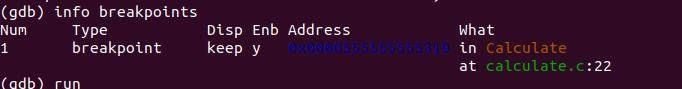 (gdb) info breakpoints
Num Type Disp Enb Address What
1 breakpoint keep y 0x0000555555555319 in Calculate
at calculate.c:22
(gdb) run